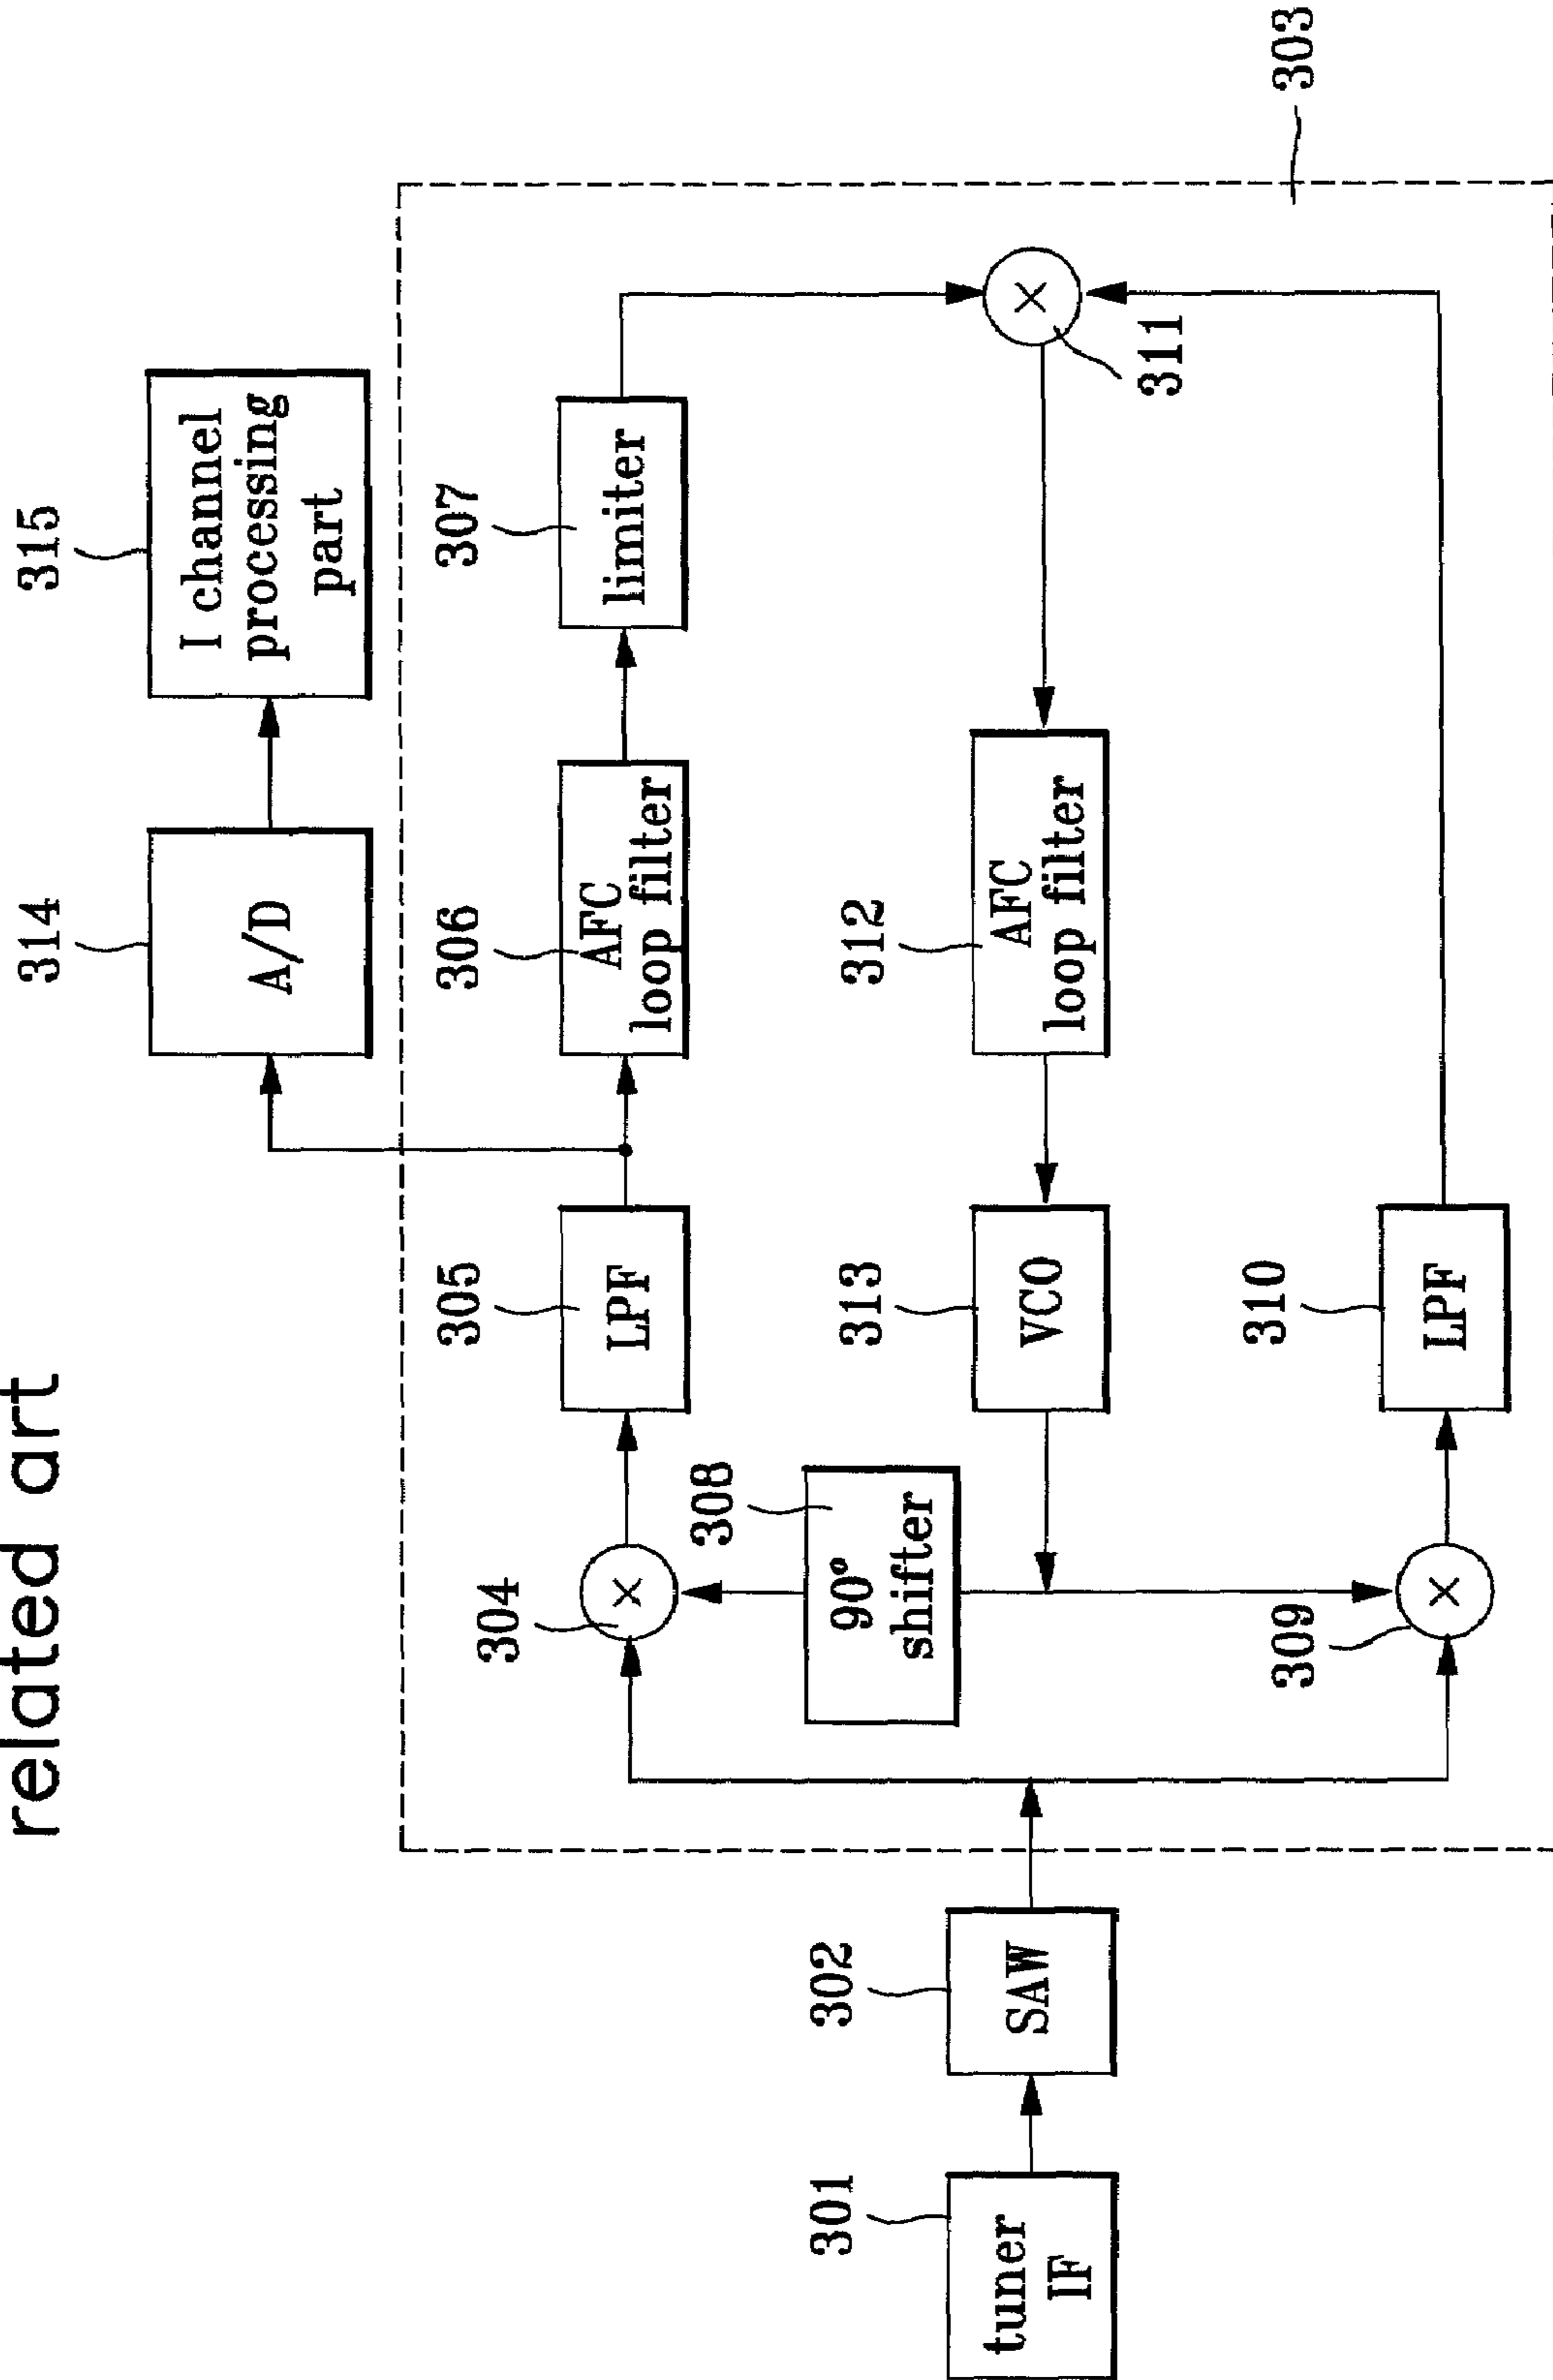 related art
314
315
A/D
I channel
processing
part
304
305
306
307
×
LPF
AFC
loop filter
limiter
308
90°
shifter
301
302
313
312
311
303
tuner
IF
SAW
VCO
AFC
loop filter
×
309
310
×
LPF